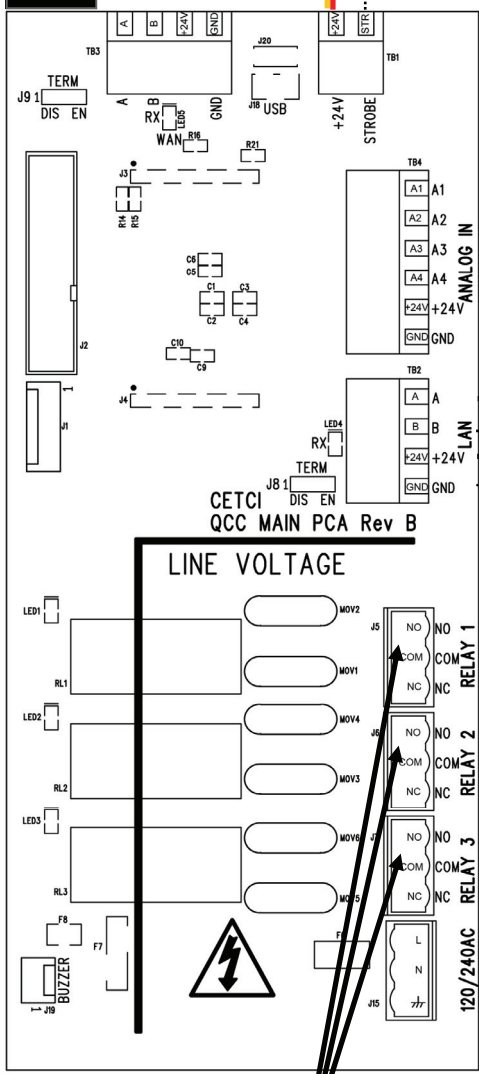 A B +24V GND
TB3
A
B
GND
J20
J18 USB
+24V STR
TB1
+24V
STROBE
TERM
J9 1
DIS EN
RX LED5
WAN
R16
R21
J3
R14 R15
C6
C5
C1 C3
C2 C4
C10
C9
J2
1
J1
J4
TB4
A1 A1
A2 A2
A3 A3
A4 A4
+24V +24V
GND GND
ANALOG IN
TB2
A A
B B
+24V +24V
GND GND
LAN
LED4
RX
TERM
J8 1
DIS EN
CETCI
QCC MAIN PCA Rev B
LINE VOLTAGE
LED1
RL1
MOV2
MOV1
J5
NO NO
COM COM
NC NC
RELAY 1
LED2
RL2
MOV4
MOV3
J6
NO NO
COM COM
NC NC
RELAY 2
LED3
RL3
MOV6
MOV5
NO NO
COM COM
NC NC
RELAY 3
F8
F7
J19
1
BUZZER
J15
L
N
120/240AC